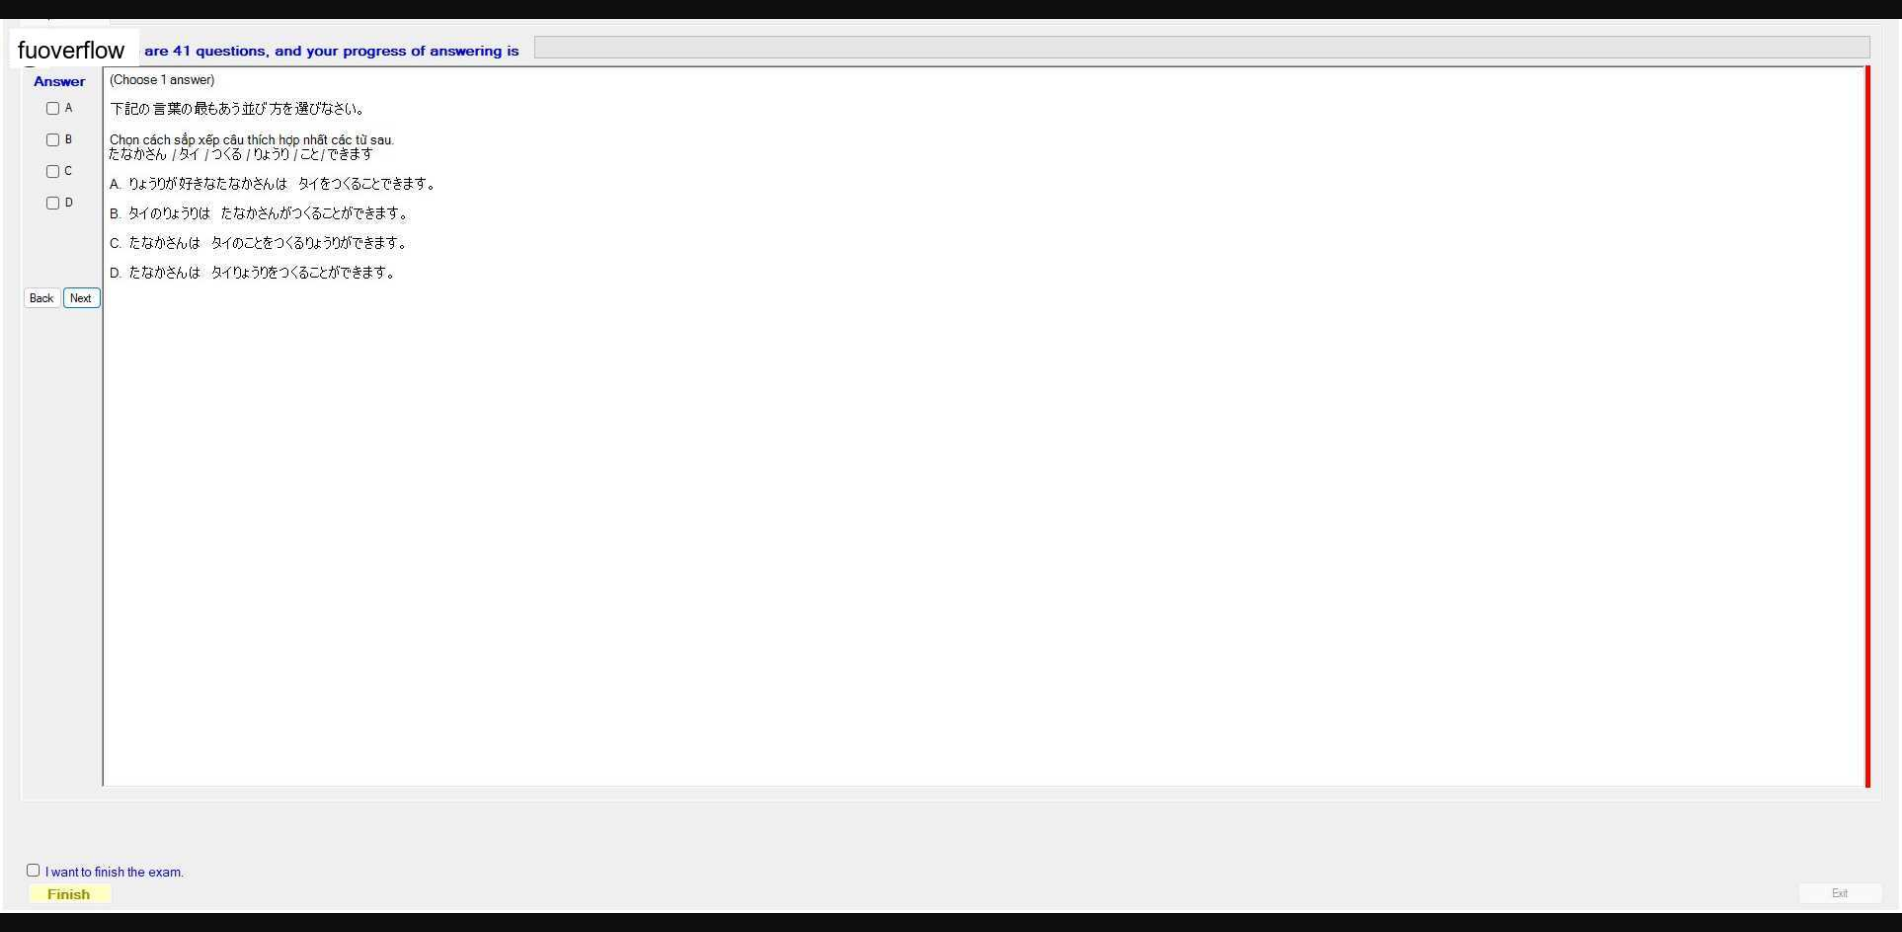 fuoverflow are 41 questions, and your progress of answering is
Answer
(Choose 1 answer)
A
下記の言葉の最もあう並び方を選びなさい。
B
Chọn cách sắp xếp câu thích hợp nhất các từ sau.
たなかさん / タイ / つくる / りょうり / こと / できます
C
A. りょうりが好きなたなかさんは　タイをつくることできます。
D
B. タイのりょうりは　たなかさんがつくることができます。
C. たなかさんは　タイのことをつくるりょうりができます。
D. たなかさんは　タイりょうりをつくることができます。
Back Next
I want to finish the exam.
Finish
Exit